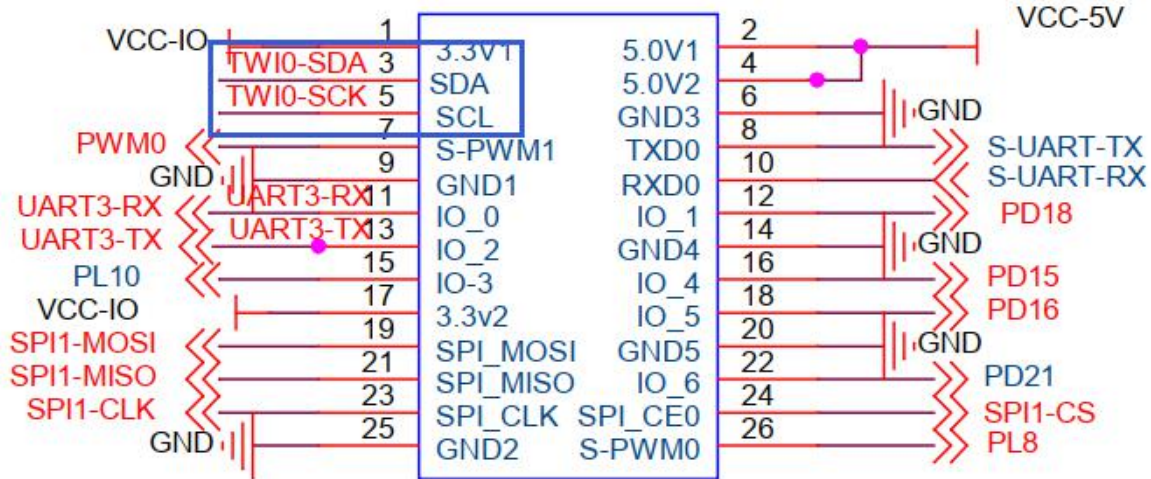 VCC-5V
VCC-IO 1 3.3V1 5.0V1 2
TWI0-SDA 3 SDA 5.0V2 4
TWI0-SCK 5 SCL GND3 6 GND
PWM0 7 S-PWM1 TXD0 8 S-UART-TX
GND 9 GND1 RXD0 10 S-UART-RX
UART3-RX UART3-RX 11 IO_0 IO_1 12 PD18
UART3-TX UART3-TX 13 IO_2 GND4 14 GND
PL10 15 IO-3 IO_4 16 PD15
VCC-IO 17 3.3v2 IO_5 18 PD16
SPI1-MOSI 19 SPI_MOSI GND5 20 GND
SPI1-MISO 21 SPI_MISO IO_6 22 PD21
SPI1-CLK 23 SPI_CLK SPI_CE0 24 SPI1-CS
GND 25 GND2 S-PWM0 26 PL8